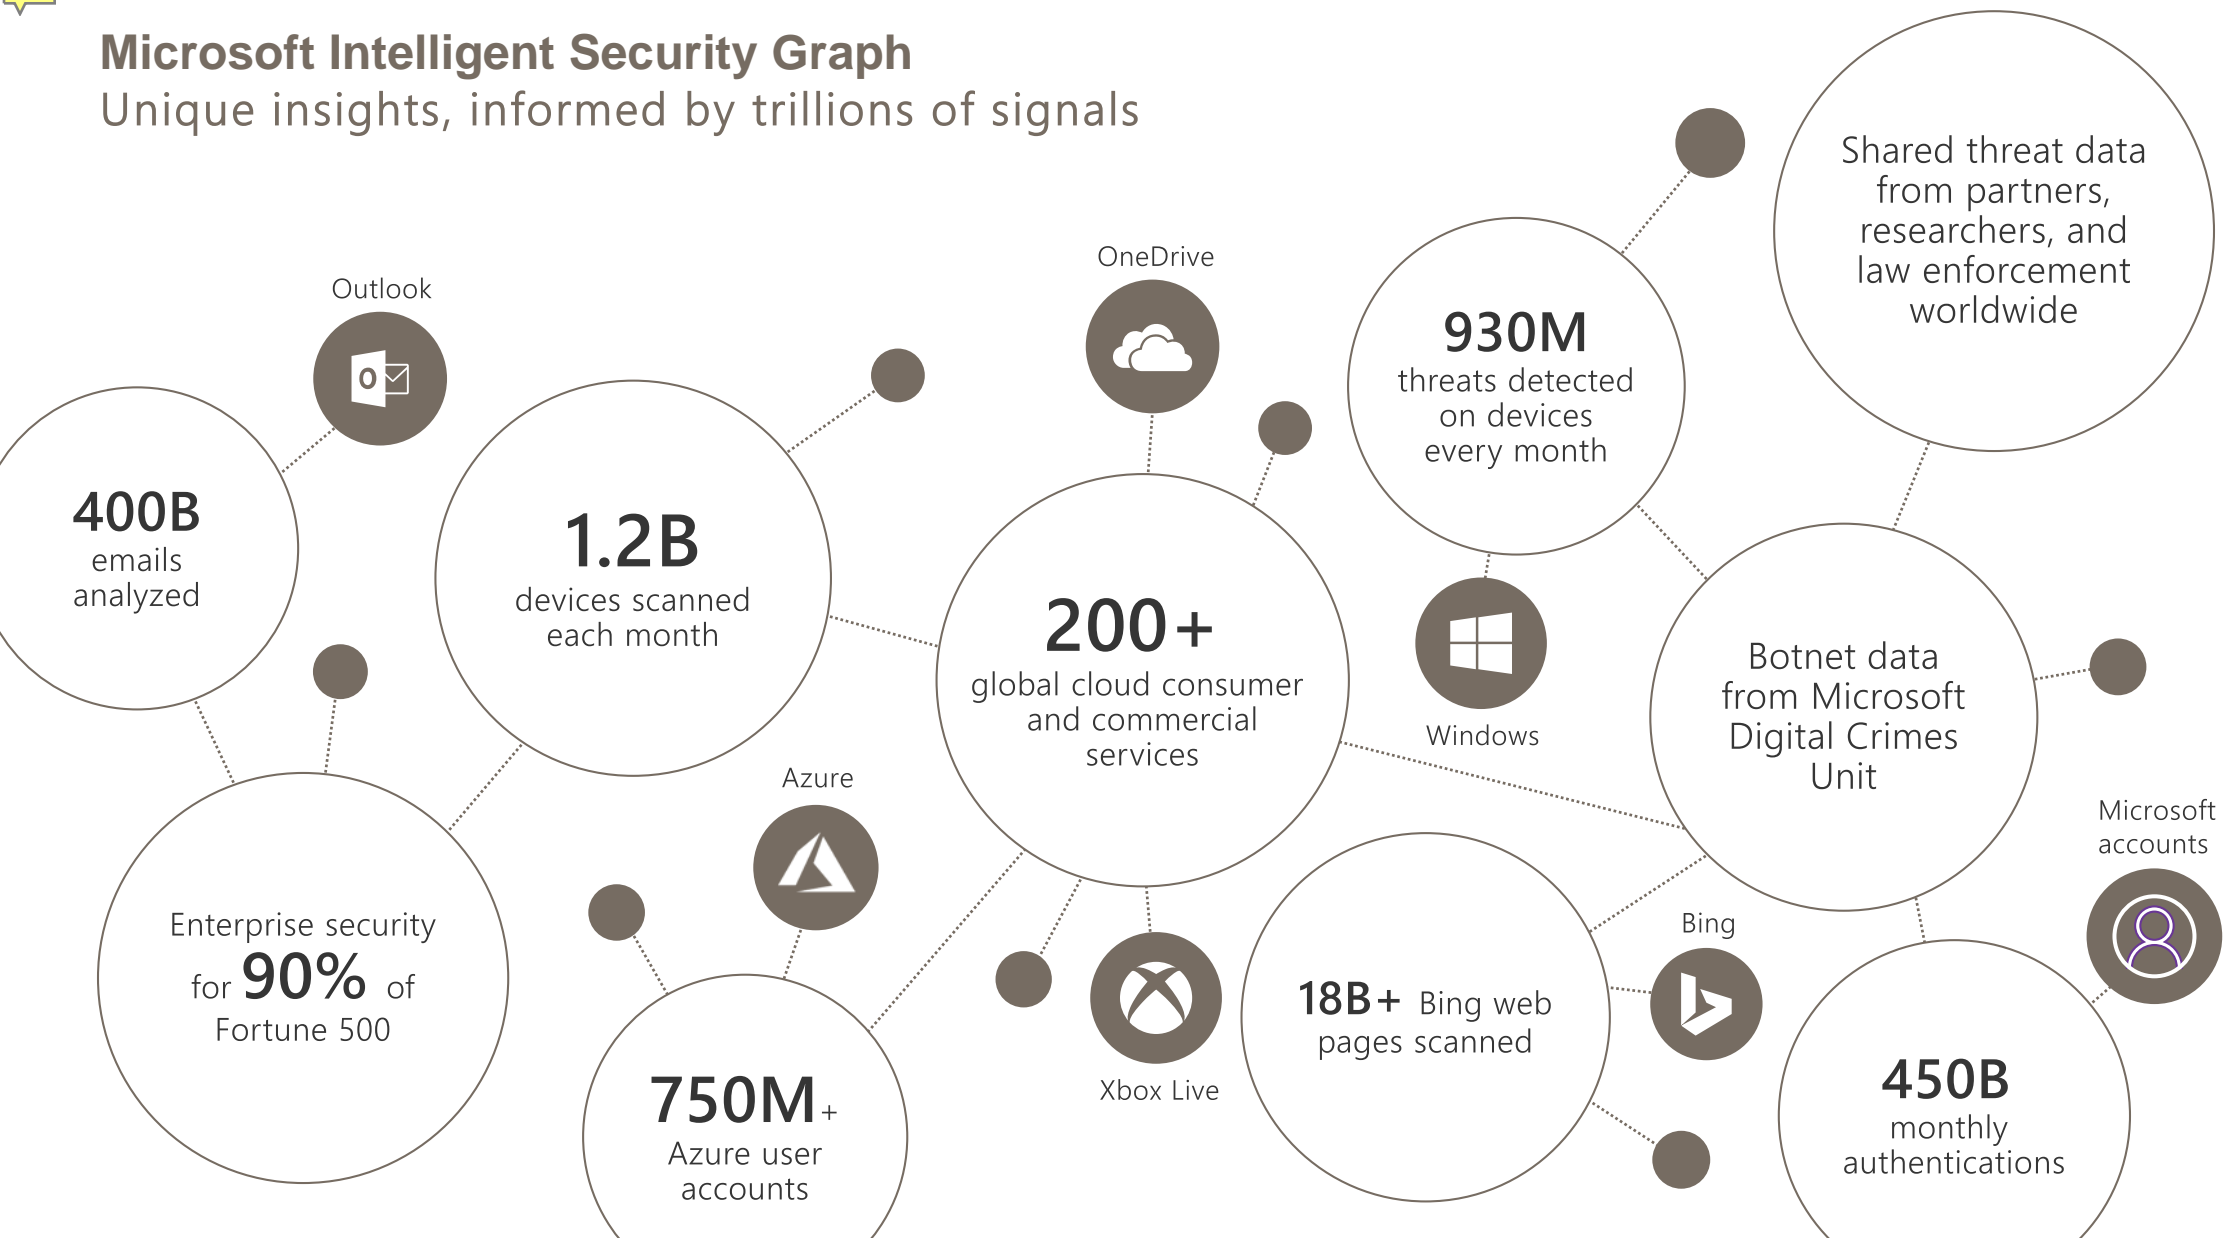 Microsoft Intelligent Security Graph
Unique insights, informed by trillions of signals
Shared threat data
from partners,
researchers, and
law enforcement
worldwide
OneDrive
Outlook
930M
threats detected
on devices
every month
400B
emails
analyzed
1.2B
devices scanned
each month
200+
global cloud consumer
and commercial
services
Windows
Botnet data
from Microsoft
Digital Crimes
Unit
Azure
Microsoft
accounts
Enterprise security
for 90% of
Fortune 500
Bing
18B+ Bing web
pages scanned
750M+
Azure user
accounts
Xbox Live
450B
monthly
authentications